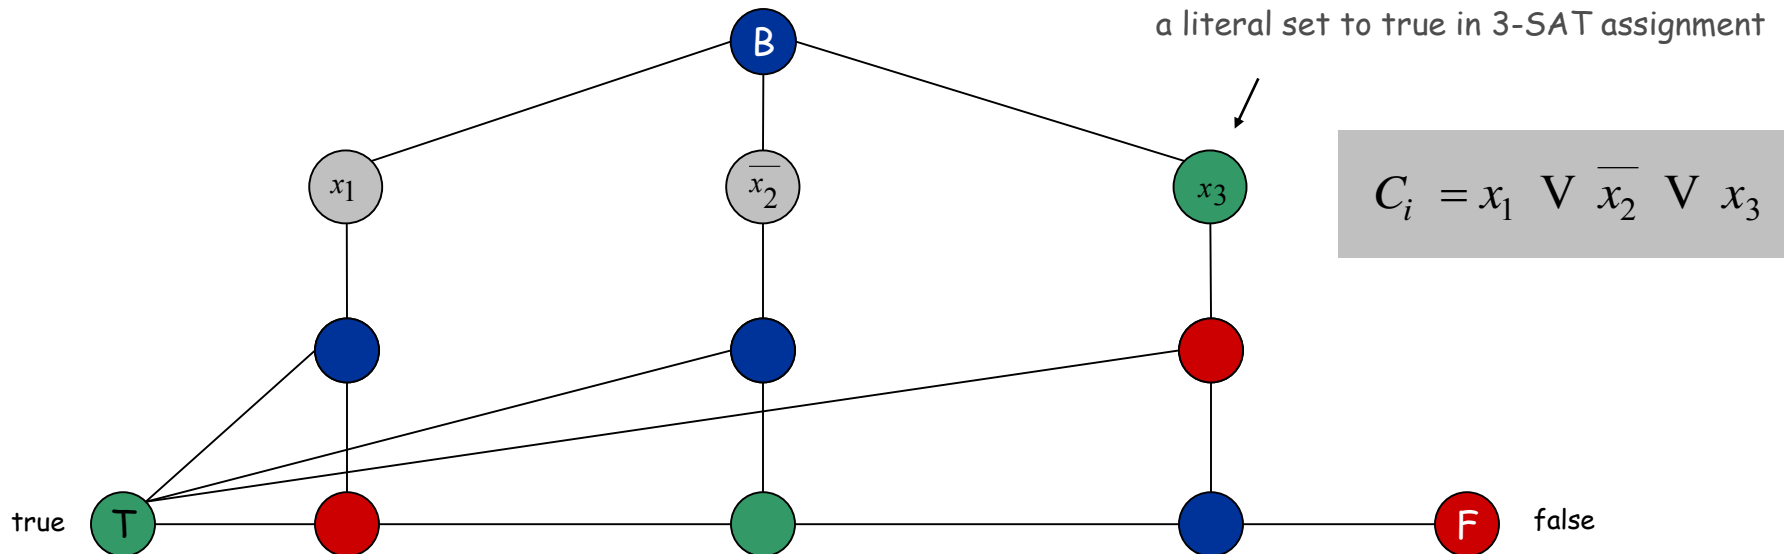 a literal set to true in 3-SAT assignment
B
x₁
x̅₂
x₃
Cᵢ = x₁ V x̅₂ V x₃
true
T
F
false